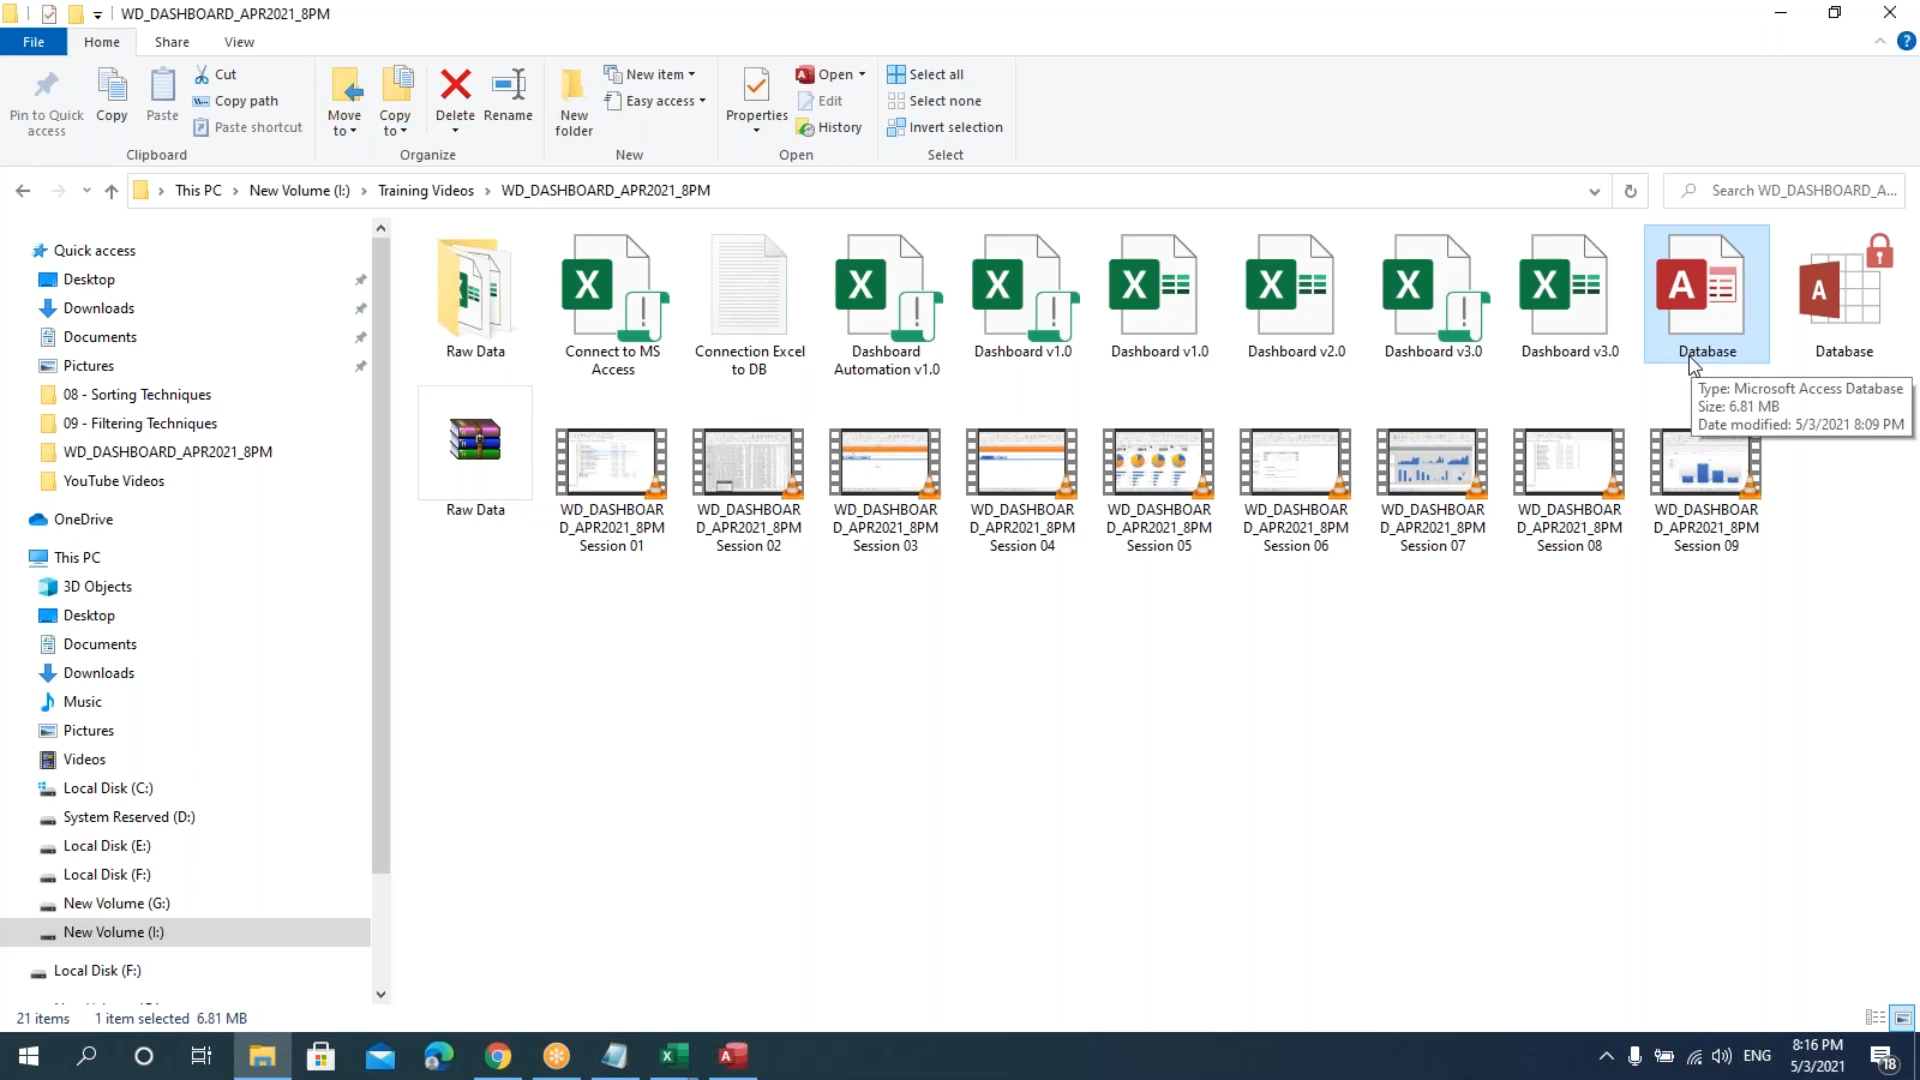 WD_DASHBOARD_APR2021_8PM
File
Home
Share
View
Pin to Quick
access
Copy
Paste
Cut
Copy path
Paste shortcut
Clipboard
Move
to
Copy
to
Delete
Rename
Organize
New
folder
New item
Easy access
New
Properties
Open
Edit
History
Open
Select all
Select none
Invert selection
Select
This PC
New Volume (I:)
Training Videos
WD_DASHBOARD_APR2021_8PM
Search WD_DASHBOARD_A...
Quick access
Desktop
Downloads
Documents
Pictures
08 - Sorting Techniques
09 - Filtering Techniques
WD_DASHBOARD_APR2021_8PM
YouTube Videos
OneDrive
This PC
3D Objects
Desktop
Documents
Downloads
Music
Pictures
Videos
Local Disk (C:)
System Reserved (D:)
Local Disk (E:)
Local Disk (F:)
New Volume (G:)
New Volume (I:)
Local Disk (F:)
Raw Data
Connect to MS
Access
Connection Excel
to DB
Dashboard
Automation v1.0
Dashboard v1.0
Dashboard v1.0
Dashboard v2.0
Dashboard v3.0
Dashboard v3.0
Database
Database
Type: Microsoft Access Database
Size: 6.81 MB
Date modified: 5/3/2021 8:09 PM
Raw Data
WD_DASHBOAR
D_APR2021_8PM
Session 01
WD_DASHBOAR
D_APR2021_8PM
Session 02
WD_DASHBOAR
D_APR2021_8PM
Session 03
WD_DASHBOAR
D_APR2021_8PM
Session 04
WD_DASHBOAR
D_APR2021_8PM
Session 05
WD_DASHBOAR
D_APR2021_8PM
Session 06
WD_DASHBOAR
D_APR2021_8PM
Session 07
WD_DASHBOAR
D_APR2021_8PM
Session 08
WD_DASHBOAR
D_APR2021_8PM
Session 09
21 items
1 item selected 6.81 MB
ENG
8:16 PM
5/3/2021
18